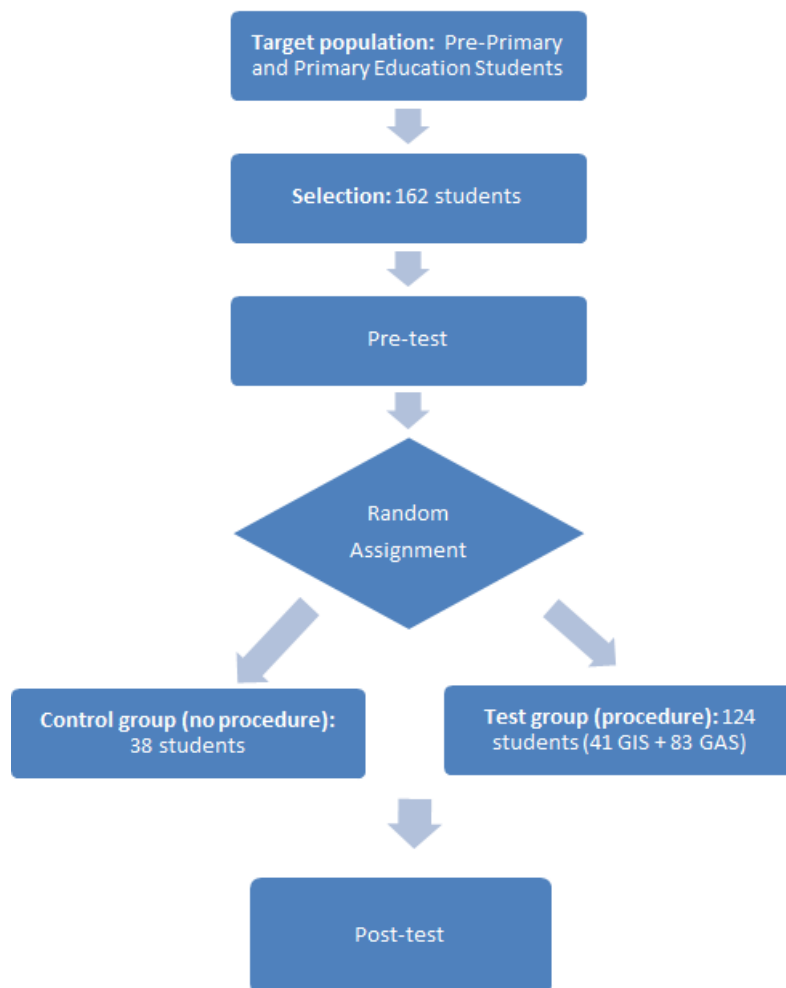 Target population: Pre-Primary
and Primary Education Students
Selection: 162 students
Pre-test
Random
Assignment
Control group (no procedure):
38 students
Test group (procedure): 124
students (41 GIS + 83 GAS)
Post-test